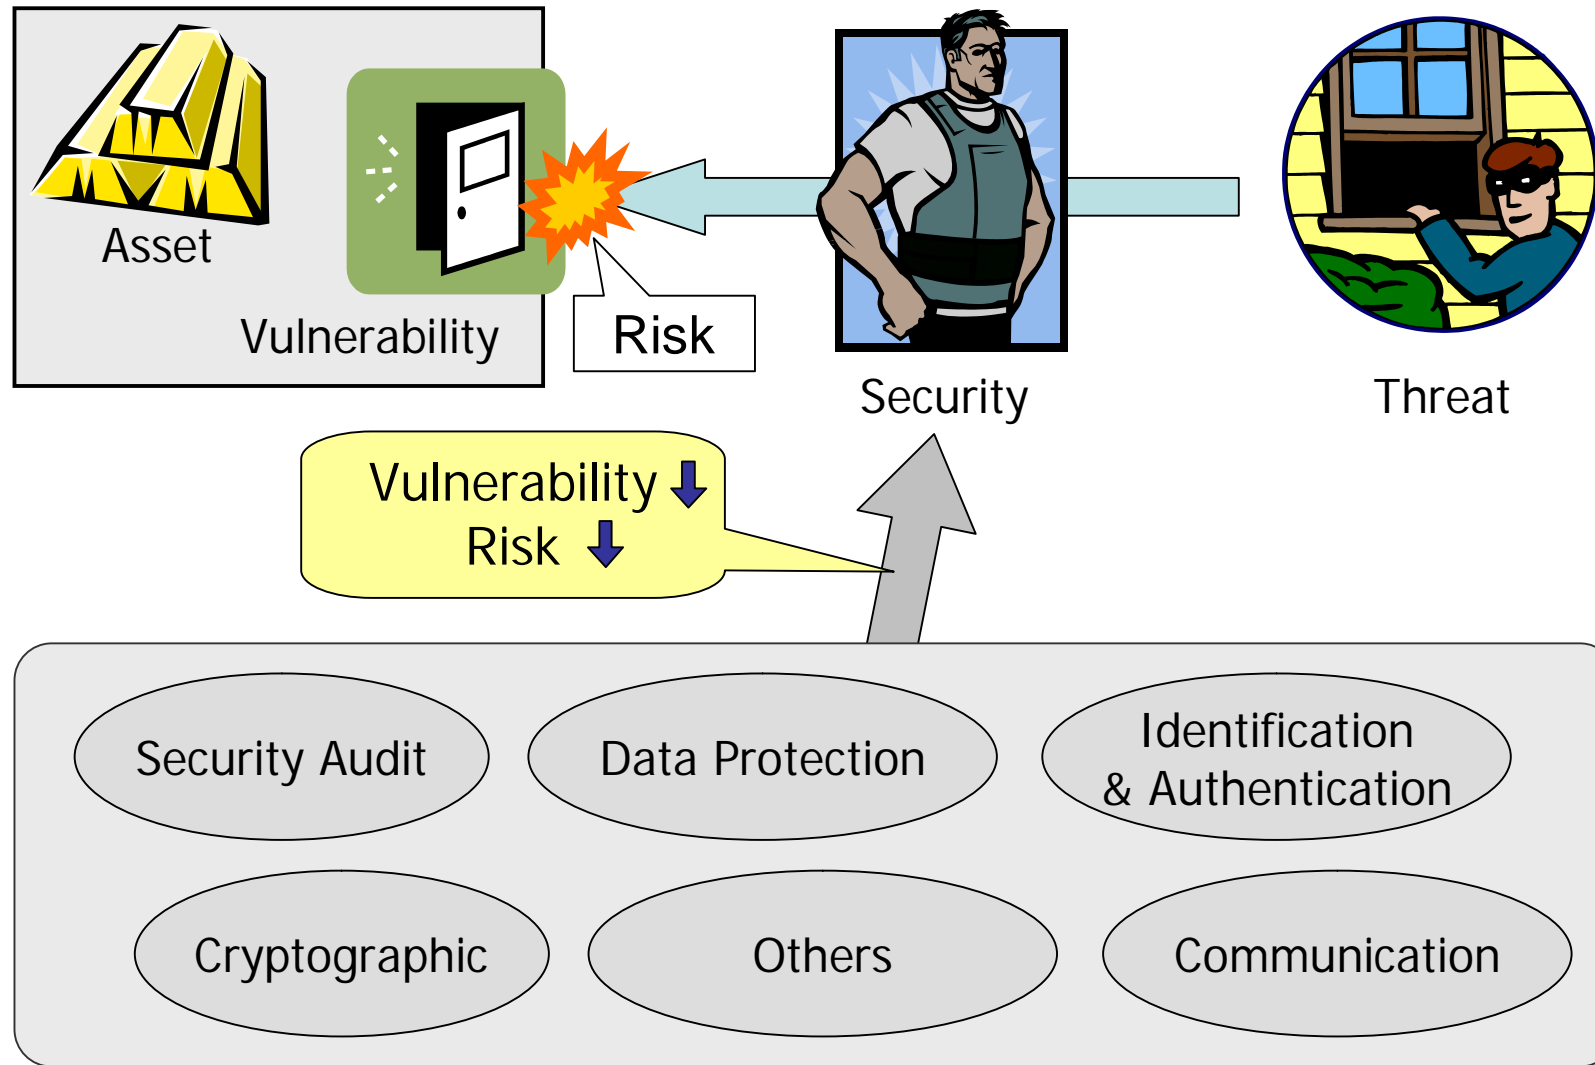 Asset
Vulnerability
Risk
Security
Threat
Vulnerability
Risk
Security Audit
Data Protection
Identification
& Authentication
Cryptographic
Others
Communication